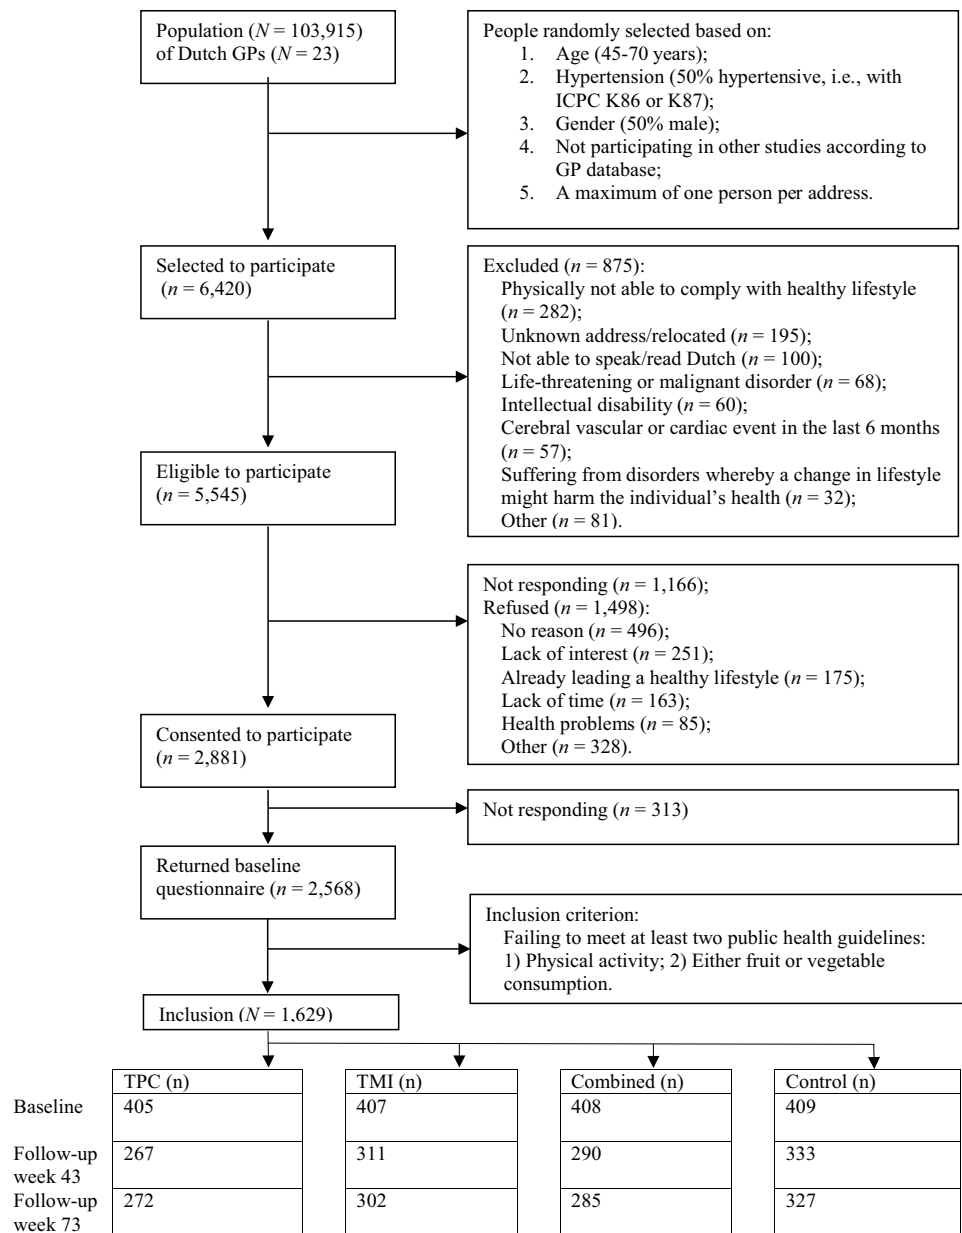 Population (N = 103,915)
of Dutch GPs (N = 23)
People randomly selected based on:
1. Age (45-70 years);
2. Hypertension (50% hypertensive, i.e., with
ICPC K86 or K87);
3. Gender (50% male);
4. Not participating in other studies according to
GP database;
5. A maximum of one person per address.
Selected to participate
(n = 6,420)
Excluded (n = 875):
Physically not able to comply with healthy lifestyle
(n = 282);
Unknown address/relocated (n = 195);
Not able to speak/read Dutch (n = 100);
Life-threatening or malignant disorder (n = 68);
Intellectual disability (n = 60);
Cerebral vascular or cardiac event in the last 6 months
(n = 57);
Suffering from disorders whereby a change in lifestyle
might harm the individual's health (n = 32);
Other (n = 81).
Eligible to participate
(n = 5,545)
Not responding (n = 1,166);
Refused (n = 1,498):
No reason (n = 496);
Lack of interest (n = 251);
Already leading a healthy lifestyle (n = 175);
Lack of time (n = 163);
Health problems (n = 85);
Other (n = 328).
Consented to participate
(n = 2,881)
Not responding (n = 313)
Returned baseline
questionnaire (n = 2,568)
Inclusion criterion:
Failing to meet at least two public health guidelines:
1) Physical activity; 2) Either fruit or vegetable
consumption.
Inclusion (N = 1,629)
TPC (n) TMI (n) Combined (n) Control (n)
Baseline 405 407 408 409
Follow-up 267 311 290 333
week 43
Follow-up 272 302 285 327
week 73